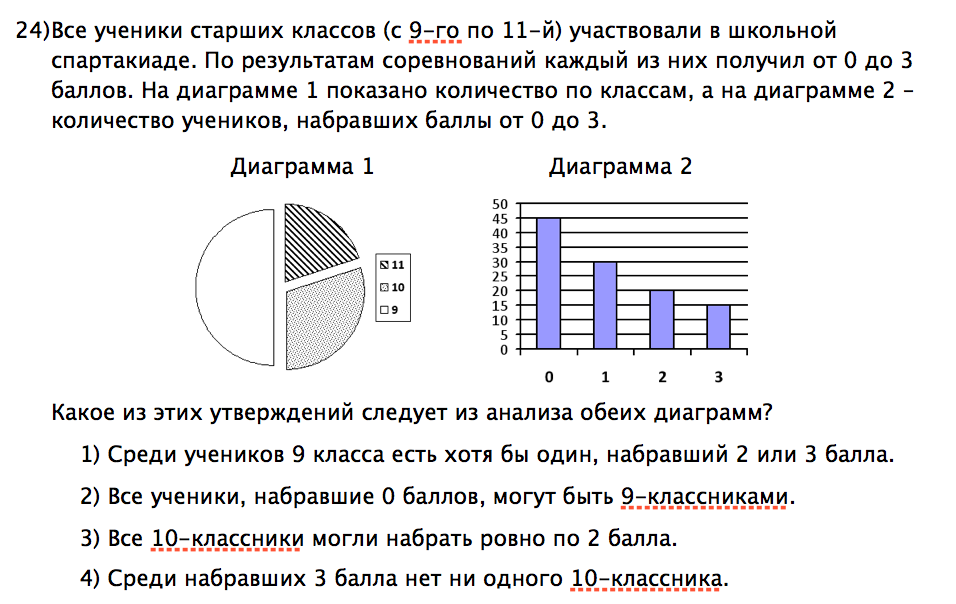 24)Все ученики старших классов (с 9-го по 11-й) участвовали в школьной
спартакиаде. По результатам соревнований каждый из них получил от 0 до 3
баллов. На диаграмме 1 показано количество по классам, а на диаграмме 2 –
количество учеников, набравших баллы от 0 до 3.
Диаграмма 1
11
10
9
Диаграмма 2
50
45
40
35
30
25
20
15
10
5
0
0 1 2 3
Какое из этих утверждений следует из анализа обеих диаграмм?
1) Среди учеников 9 класса есть хотя бы один, набравший 2 или 3 балла.
2) Все ученики, набравшие 0 баллов, могут быть 9-классниками.
3) Все 10-классники могли набрать ровно по 2 балла.
4) Среди набравших 3 балла нет ни одного 10-классника.